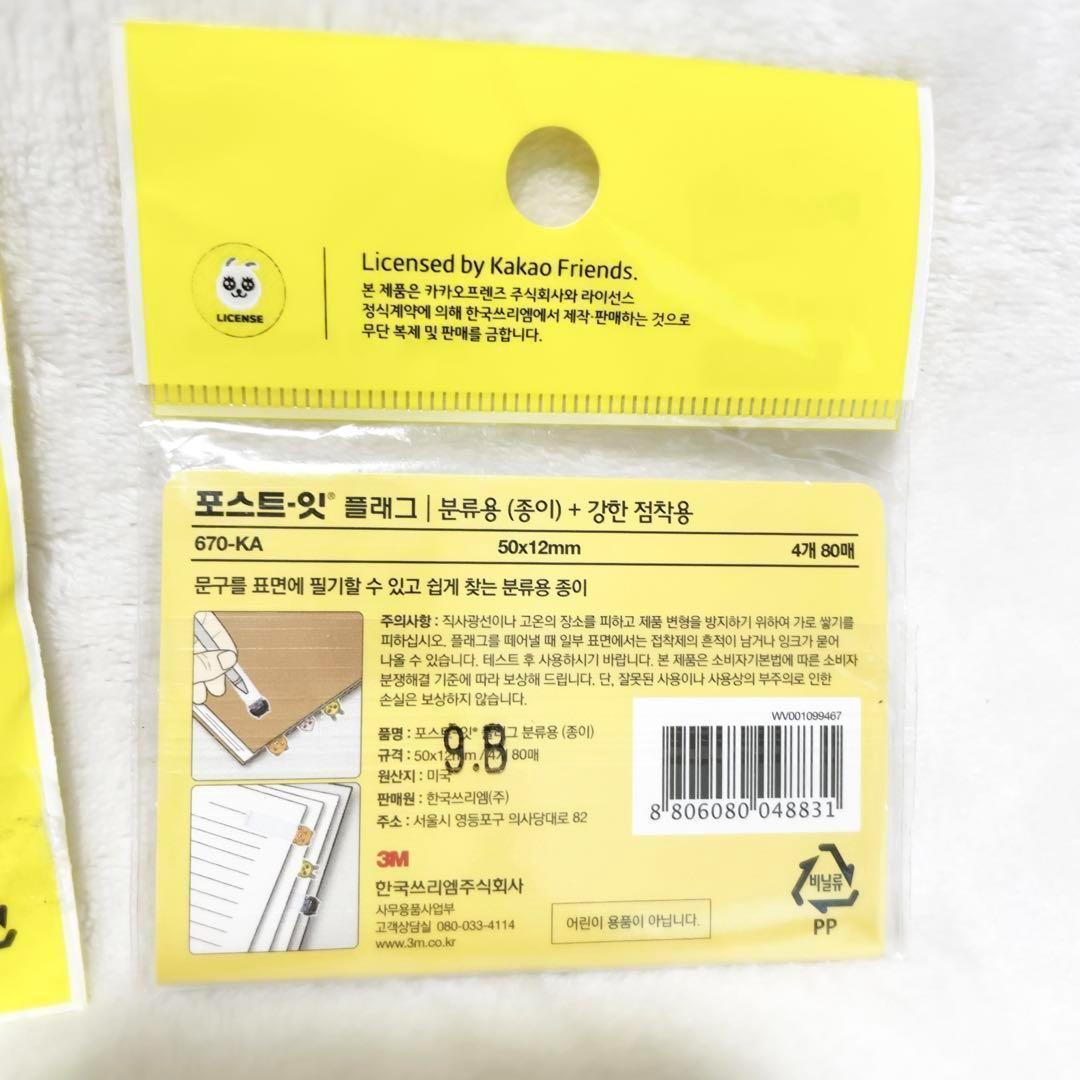 LICENSE
Licensed by Kakao Friends.
본 제품은 카카오프렌즈 주식회사와 라이선스
정식계약에 의해 한국쓰리엠에서 제작·판매하는 것으로
무단 복제 및 판매를 금합니다.
포스트-잇® 플래그 | 분류용 (종이) + 강한 점착용
670-KA 50x12mm 4개 80매
문구를 표면에 필기할 수 있고 쉽게 찾는 분류용 종이
주의사항 : 직사광선이나 고온의 장소를 피하고 제품 변형을 방지하기 위하여 가로 쌓기를
피하십시오. 플래그를 떼어낼 때 일부 표면에서는 접착제의 흔적이 남거나 잉크가 묻어
나올 수 있습니다. 테스트 후 사용하시기 바랍니다. 본 제품은 소비자기본법에 따른 소비자
분쟁해결 기준에 따라 보상해 드립니다. 단, 잘못된 사용이나 사용상의 부주의로 인한
손실은 보상하지 않습니다.
WV001099467
품명 : 포스트-잇® 플래그 분류용 (종이)
9.B
규격 : 50x12mm / 4개 80매
원산지 : 미국
판매원 : 한국쓰리엠(주)
주소 : 서울시 영등포구 의사당대로 82
8 806080 048831
3M
한국쓰리엠주식회사
사무용품사업부
고객상담실 080-033-4114
www.3m.co.kr
어린이 용품이 아닙니다.
비닐류
PP